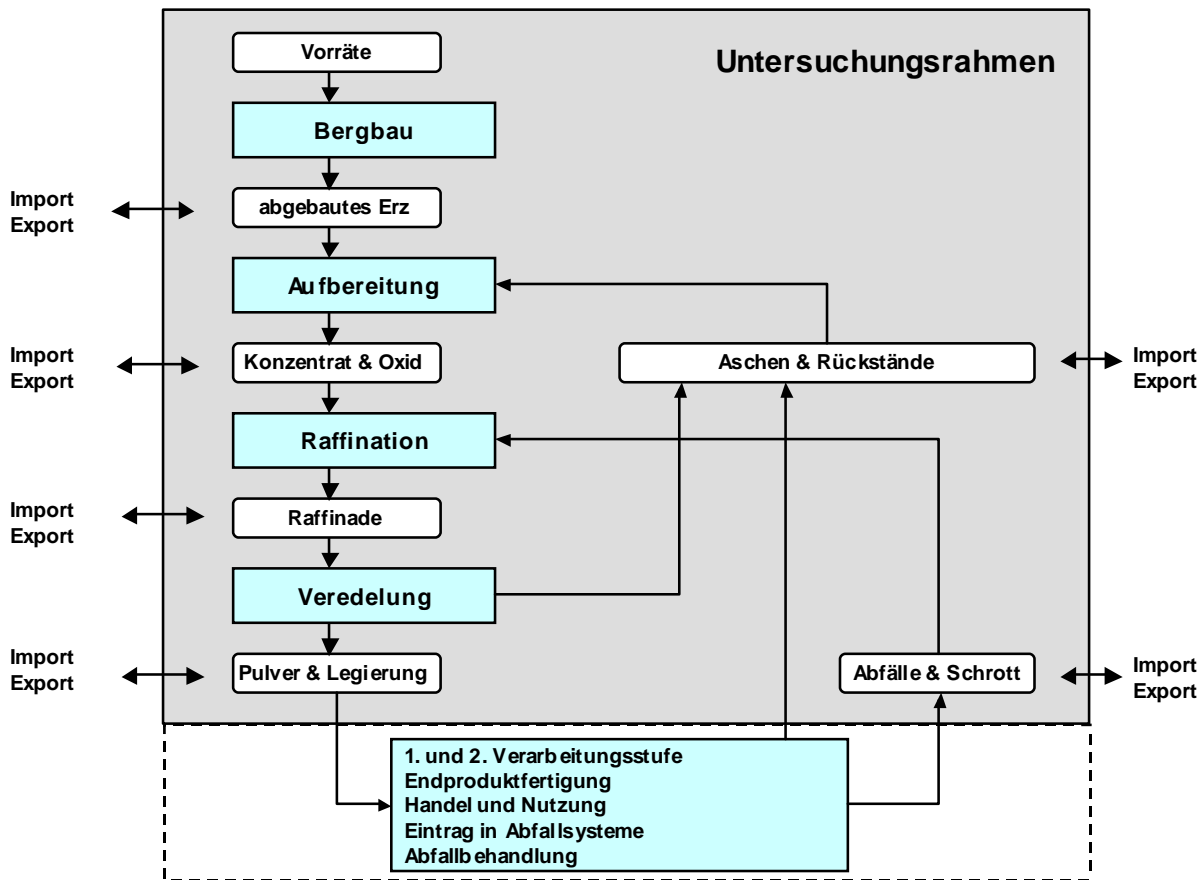 Vorräte
Untersuchungsrahmen
Bergbau
Import
Export
abgebautes Erz
Aufbereitung
Import
Export
Konzentrat & Oxid
Aschen & Rückstände
Import
Export
Raffination
Import
Export
Raffinade
Veredelung
Import
Export
Pulver & Legierung
Abfälle & Schrott
Import
Export
1. und 2. Verarbeitungsstufe
Endproduktfertigung
Handel und Nutzung
Eintrag in Abfallsysteme
Abfallbehandlung